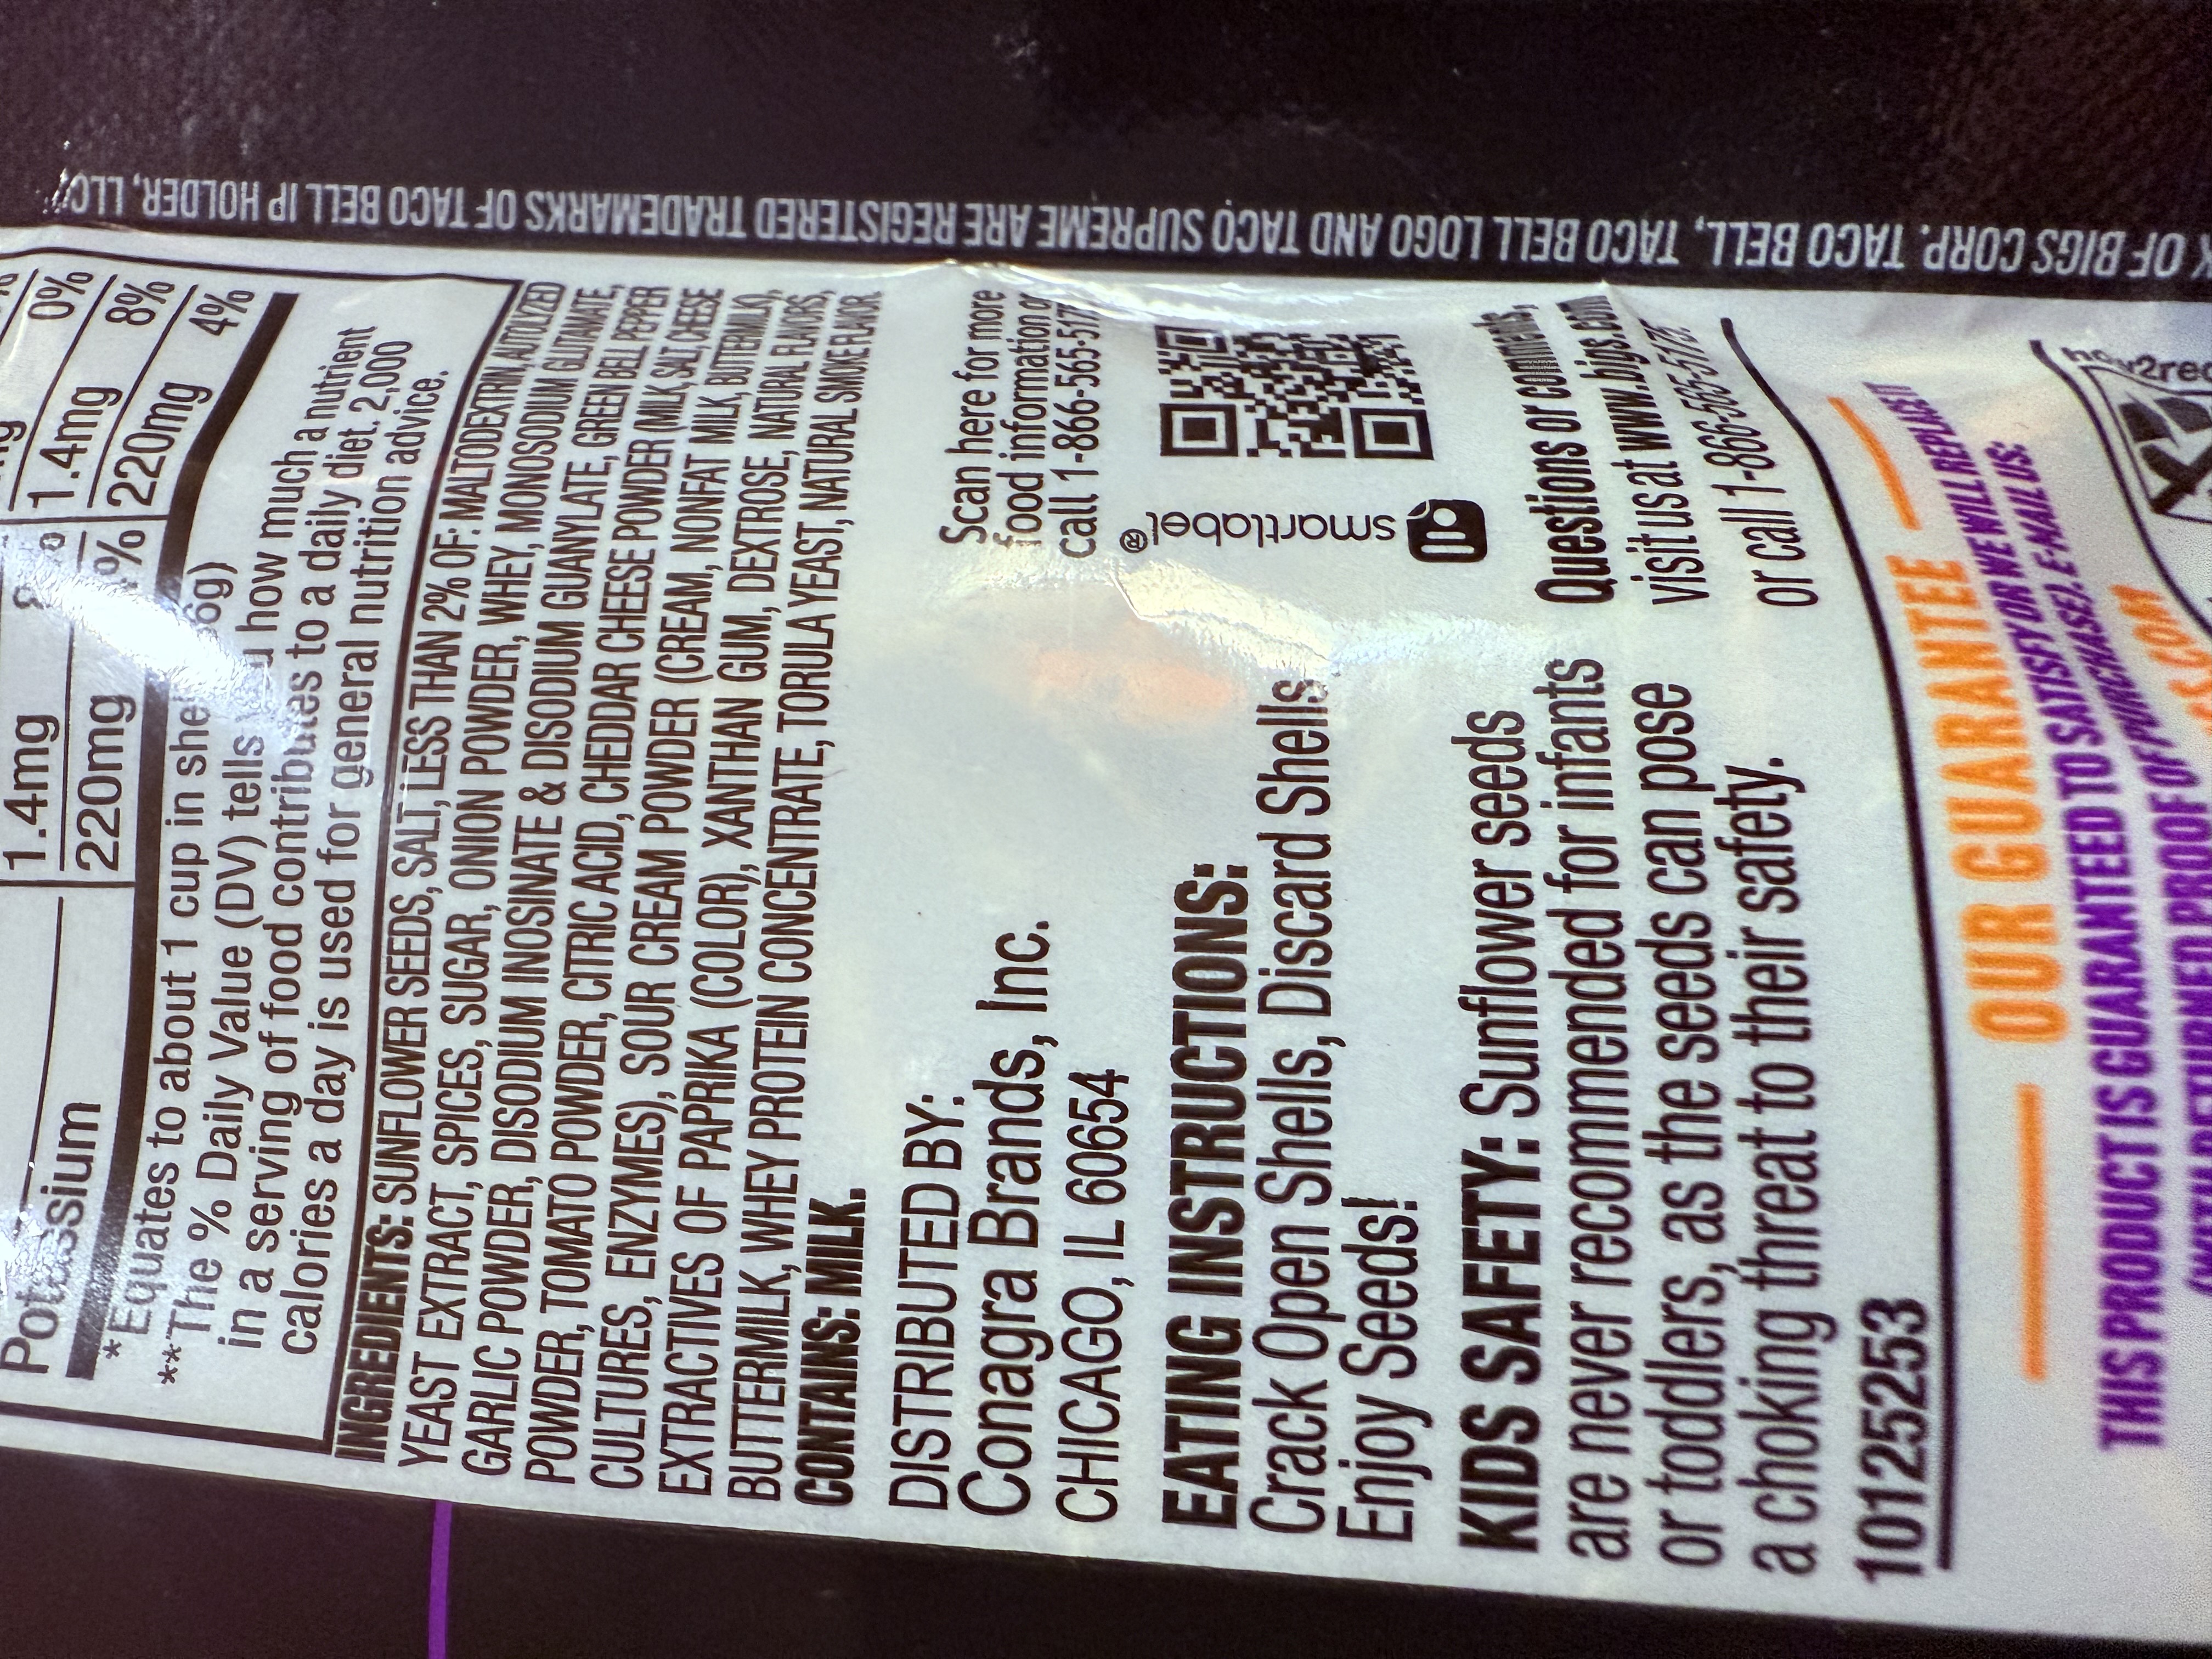 1.4mg
1.4mg
0%
8%
Potassium
220mg
220mg
4%
*Equates to about 1 cup in
**The % Daily Value (DV) tells how much a nutrient
in a serving of food contributes to a daily diet. 2,000
calories a day is used for general nutrition advice.
INGREDIENTS: SUNFLOWER SEEDS, SALT, LESS THAN 2% OF: MALTODEXTRIN, AUTOLYZED
YEAST EXTRACT, SPICES, SUGAR, ONION POWDER, WHEY, MONOSODIUM GLUTAMATE,
GARLIC POWDER, DISODIUM INOSINATE & DISODIUM GUANYLATE, GREEN BELL PEPPER
POWDER, TOMATO POWDER, CITRIC ACID, CHEDDAR CHEESE POWDER (MILK, SALT, CHEESE
CULTURES, ENZYMES), SOUR CREAM POWDER (CREAM, NONFAT MILK, BUTTERMILK),
EXTRACTIVES OF PAPRIKA (COLOR), XANTHAN GUM, DEXTROSE, NATURAL FLAVORS,
BUTTERMILK, WHEY PROTEIN CONCENTRATE, TORULA YEAST, NATURAL SMOKE FLAVOR.
CONTAINS: MILK.
DISTRIBUTED BY:
Conagra Brands, Inc.
CHICAGO, IL 60654
Scan here for more
food information or
call 1-866-565-517
smartlabel®
EATING INSTRUCTIONS:
Crack Open Shells, Discard Shells
Enjoy Seeds!
KIDS SAFETY: Sunflower seeds
are never recommended for infants
or toddlers, as the seeds can pose
a choking threat to their safety.
10125253
Questions or comments,
visit us at www.bigs.com
or call 1-866-565-5175
OUR GUARANTEE
THIS PRODUCT IS GUARANTEED TO SATISFY OR WE WILL REPLACE IT
(WITH RETURNED PROOF OF PURCHASE). E-MAIL US:
.COM
OF BIGS CORP. TACO BELL, TACO BELL LOGO AND TACO SUPREME ARE REGISTERED TRADEMARKS OF TACO BELL IP HOLDER, LLC.